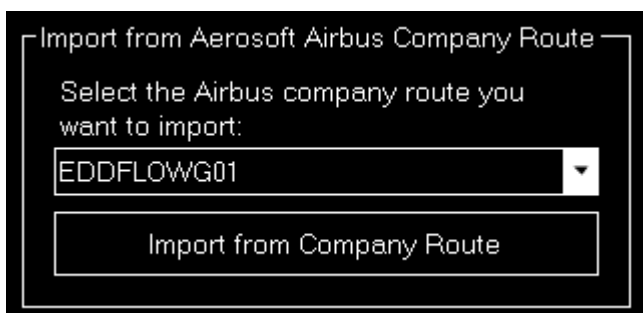 Import from Aerosoft Airbus Company Route
Select the Airbus company route you
want to import:
EDDFLOWG01
Import from Company Route